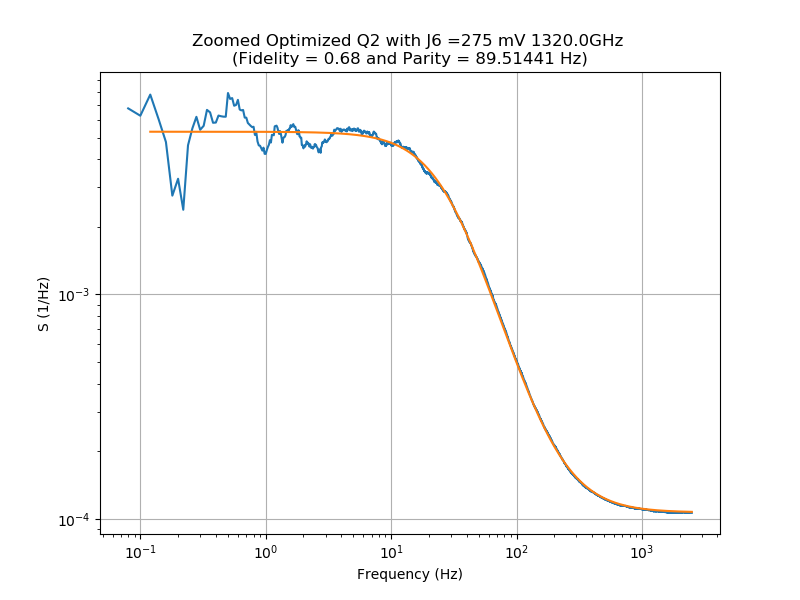 Zoomed Optimized Q2 with J6 =275 mV 1320.0GHz
(Fidelity = 0.68 and Parity = 89.51441 Hz)
S (1/Hz)
10⁻³
10⁻⁴
10⁻¹ 10⁰ 10¹ 10² 10³
Frequency (Hz)